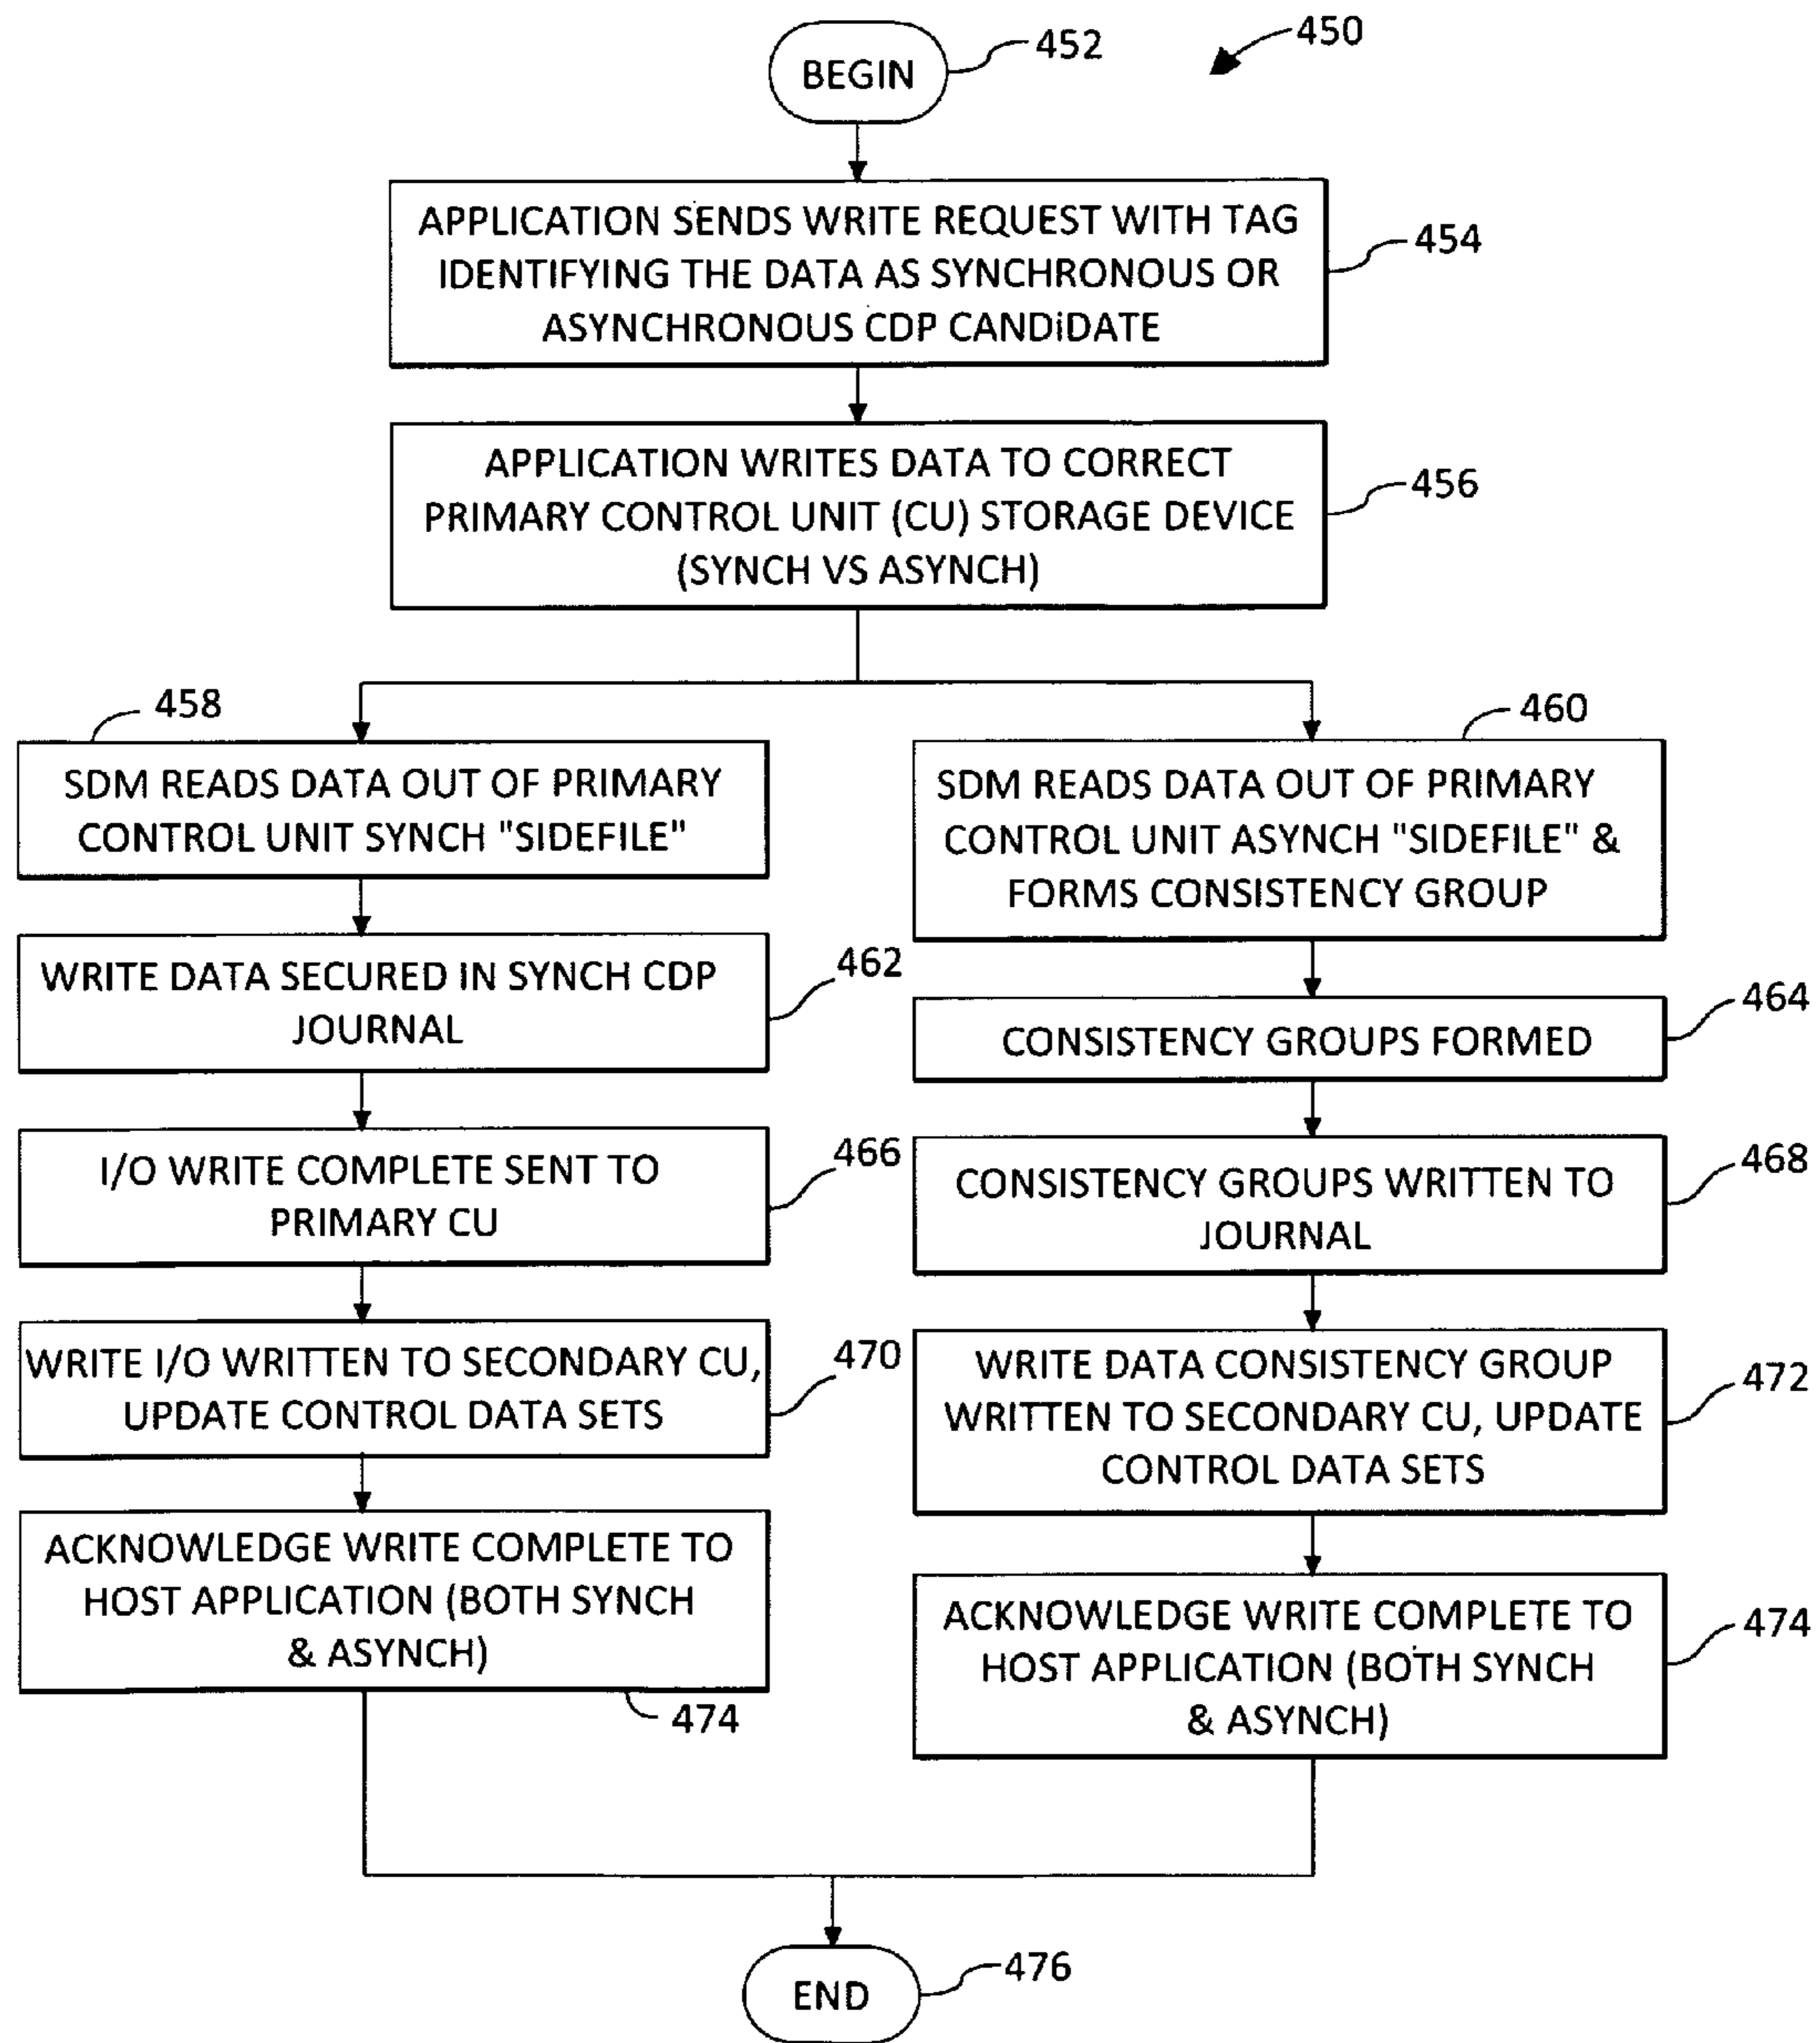 450
BEGIN
452
APPLICATION SENDS WRITE REQUEST WITH TAG
IDENTIFYING THE DATA AS SYNCHRONOUS OR
ASYNCHRONOUS CDP CANDiDATE
454
APPLICATION WRITES DATA TO CORRECT
PRIMARY CONTROL UNIT (CU) STORAGE DEVICE
(SYNCH VS ASYNCH)
456
458
SDM READS DATA OUT OF PRIMARY
CONTROL UNIT SYNCH "SIDEFILE"
460
SDM READS DATA OUT OF PRIMARY
CONTROL UNIT ASYNCH "SIDEFILE" &
FORMS CONSISTENCY GROUP
WRITE DATA SECURED IN SYNCH CDP
JOURNAL
462
CONSISTENCY GROUPS FORMED
464
I/O WRITE COMPLETE SENT TO
PRIMARY CU
466
CONSISTENCY GROUPS WRITTEN TO
JOURNAL
468
WRITE I/O WRITTEN TO SECONDARY CU,
UPDATE CONTROL DATA SETS
470
WRITE DATA CONSISTENCY GROUP
WRITTEN TO SECONDARY CU, UPDATE
CONTROL DATA SETS
472
ACKNOWLEDGE WRITE COMPLETE TO
HOST APPLICATION (BOTH SYNCH
& ASYNCH)
474
ACKNOWLEDGE WRITE COMPLETE TO
HOST APPLICATION (BOTH SYNCH
& ASYNCH)
474
END
476